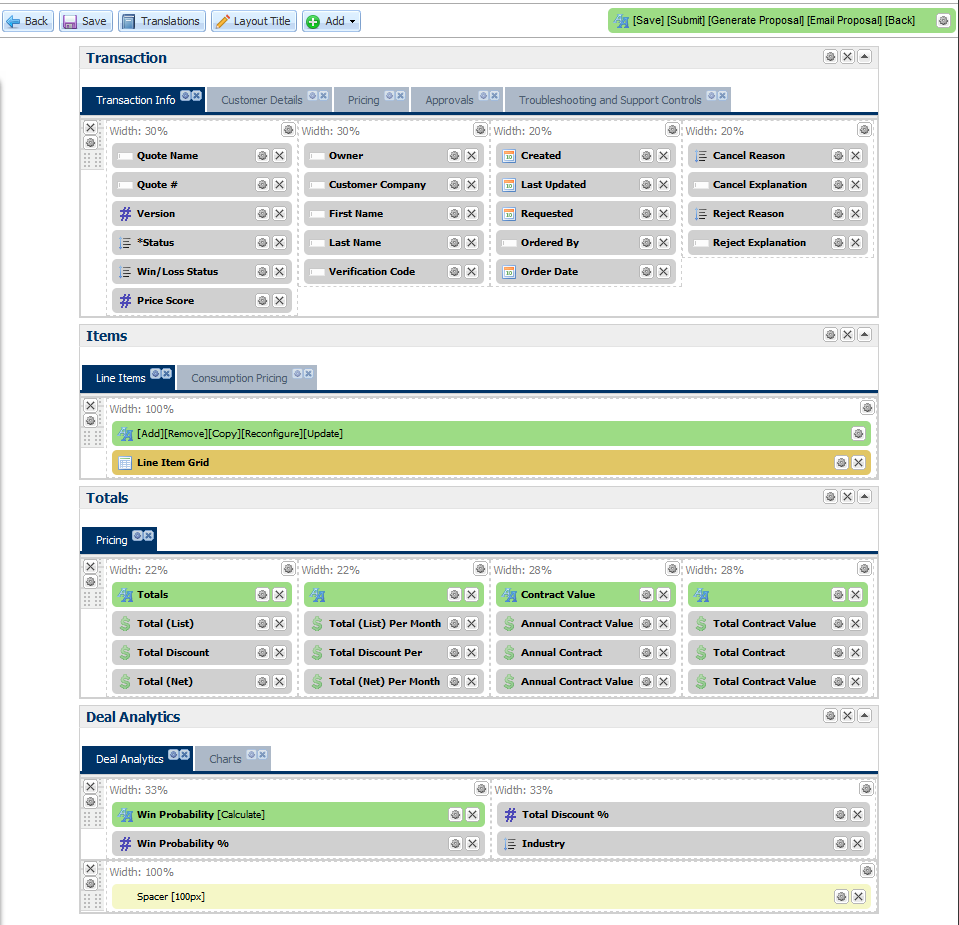 Back Save Translations Layout Title Add [Save] [Submit] [Generate Proposal] [Email Proposal] [Back]
Transaction
Transaction Info Customer Details Pricing Approvals Troubleshooting and Support Controls
Width: 30% Width: 30% Width: 20% Width: 20%
Quote Name Owner Created Cancel Reason
Quote # Customer Company Last Updated Cancel Explanation
Version First Name Requested Reject Reason
*Status Last Name Ordered By Reject Explanation
Win/Loss Status Verification Code Order Date
Price Score
Items
Line Items Consumption Pricing
Width: 100%
[Add][Remove][Copy][Reconfigure][Update]
Line Item Grid
Totals
Pricing
Width: 22% Width: 22% Width: 28% Width: 28%
Totals Contract Value
Total (List) Total (List) Per Month Annual Contract Value Total Contract Value
Total Discount Total Discount Per Annual Contract Total Contract
Total (Net) Total (Net) Per Month Annual Contract Value Total Contract Value
Deal Analytics
Deal Analytics Charts
Width: 33% Width: 33%
Win Probability [Calculate] Total Discount %
Win Probability % Industry
Width: 100%
Spacer [100px]